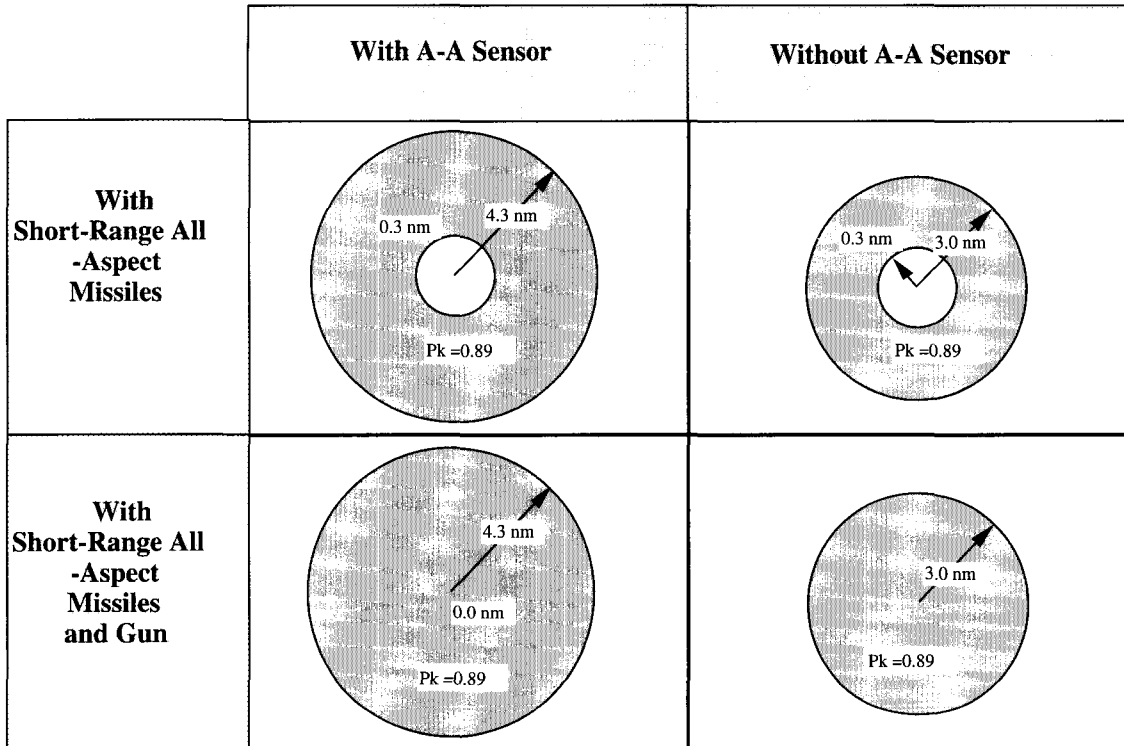 With A-A Sensor
Without A-A Sensor
With
Short-Range All
-Aspect
Missiles
0.3 nm
4.3 nm
Pk =0.89
0.3 nm
3.0 nm
Pk =0.89
With
Short-Range All
-Aspect
Missiles
and Gun
4.3 nm
0.0 nm
Pk =0.89
3.0 nm
Pk =0.89